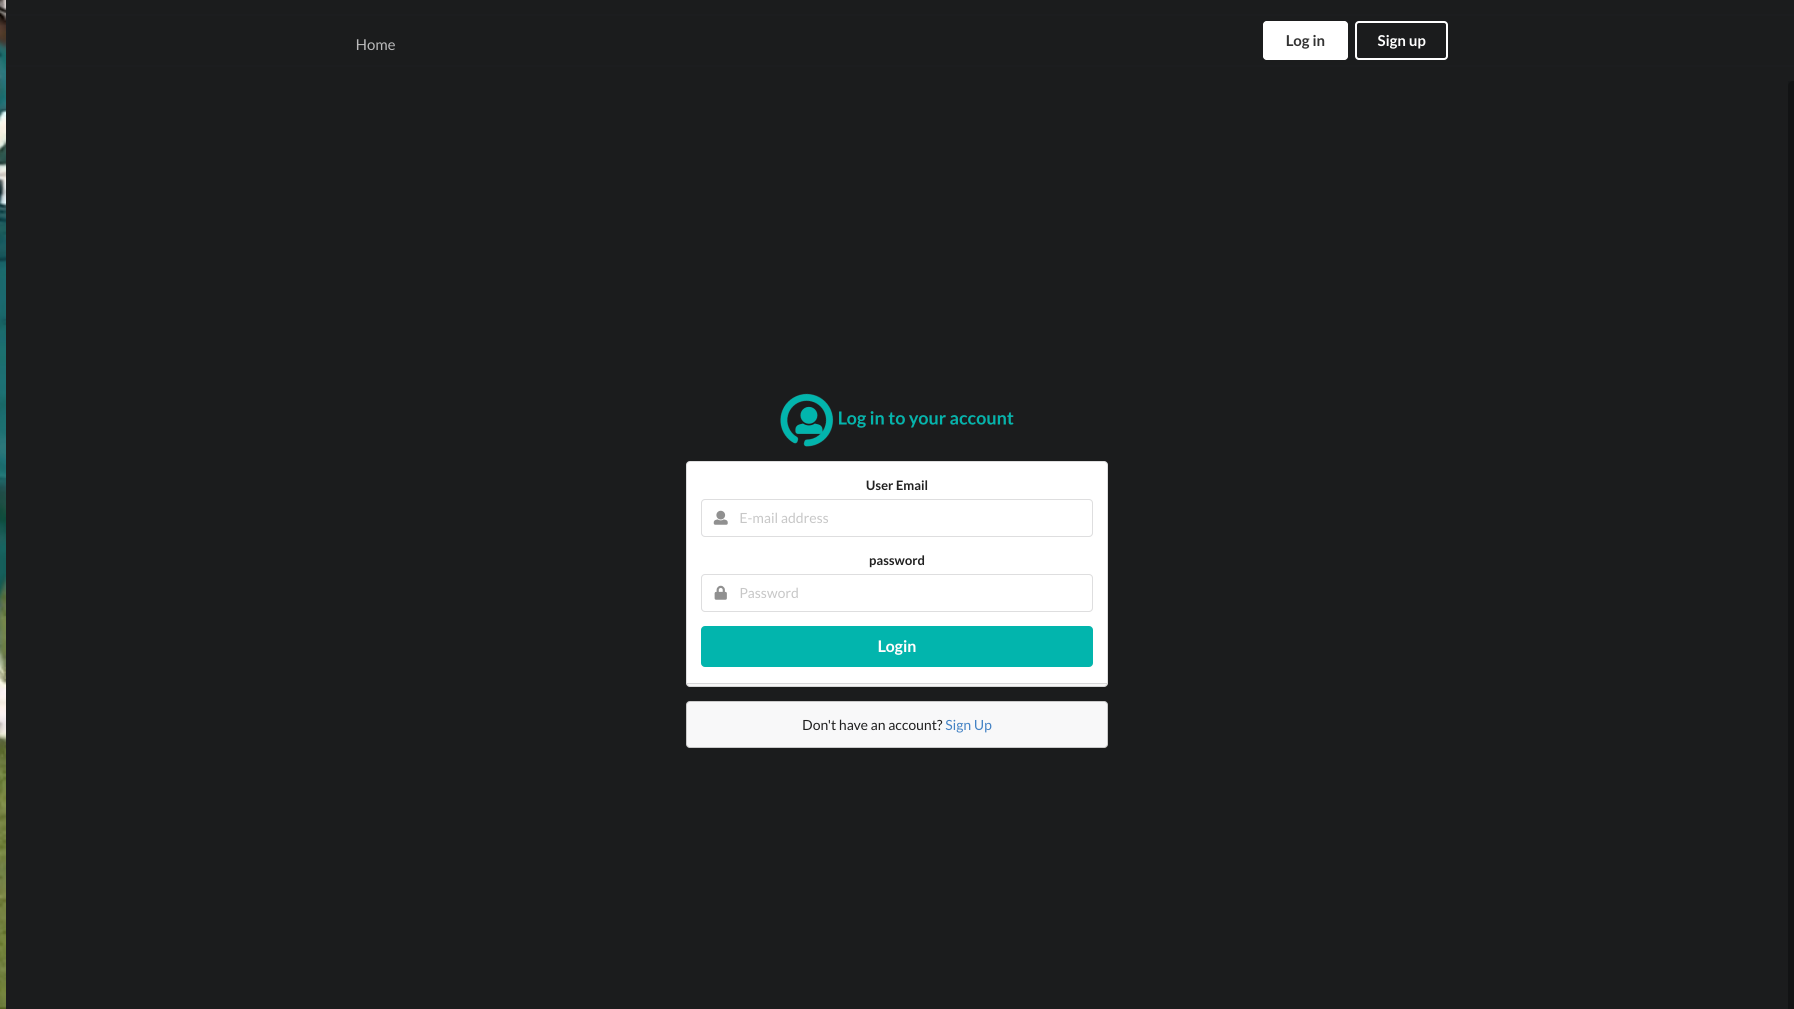 Home
Log in
Sign up
Log in to your account
User Email
E-mail address
password
Password
Login
Don't have an account? Sign Up